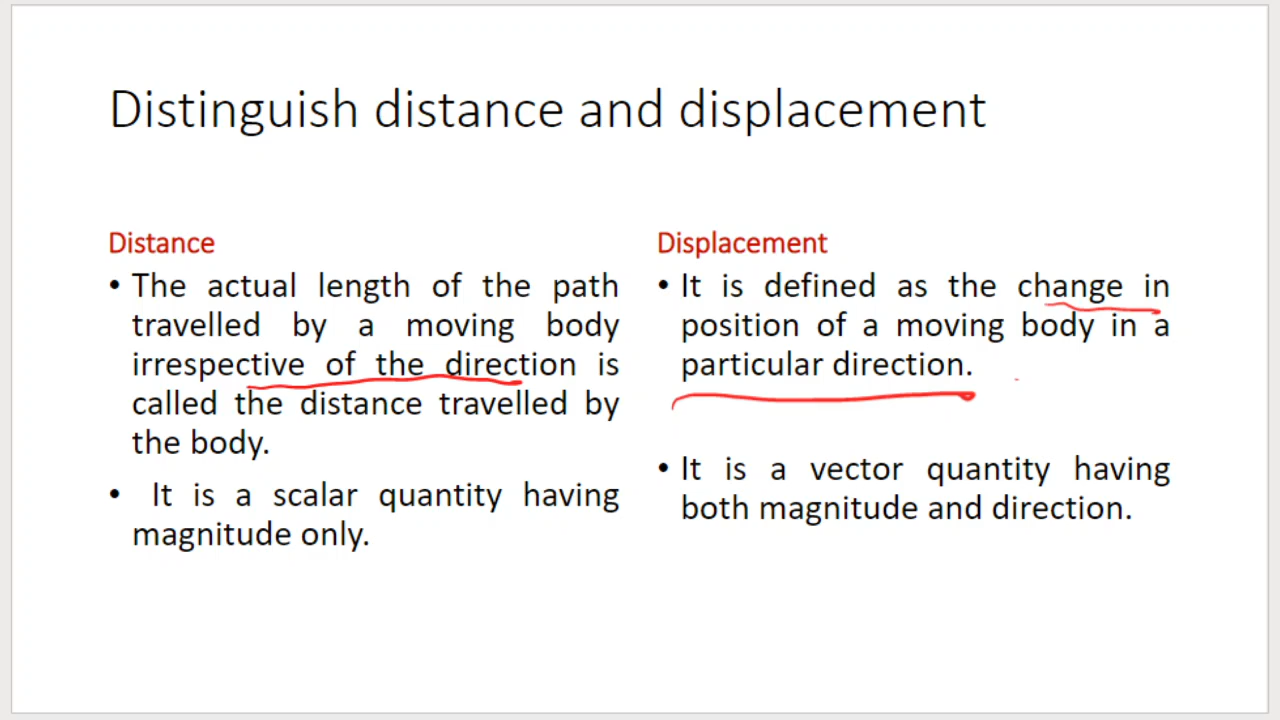 Distinguish distance and displacement
Distance
• The actual length of the path
travelled by a moving body
irrespective of the direction is
called the distance travelled by
the body.
• It is a scalar quantity having
magnitude only.
Displacement
• It is defined as the change in
position of a moving body in a
particular direction.
• It is a vector quantity having
both magnitude and direction.